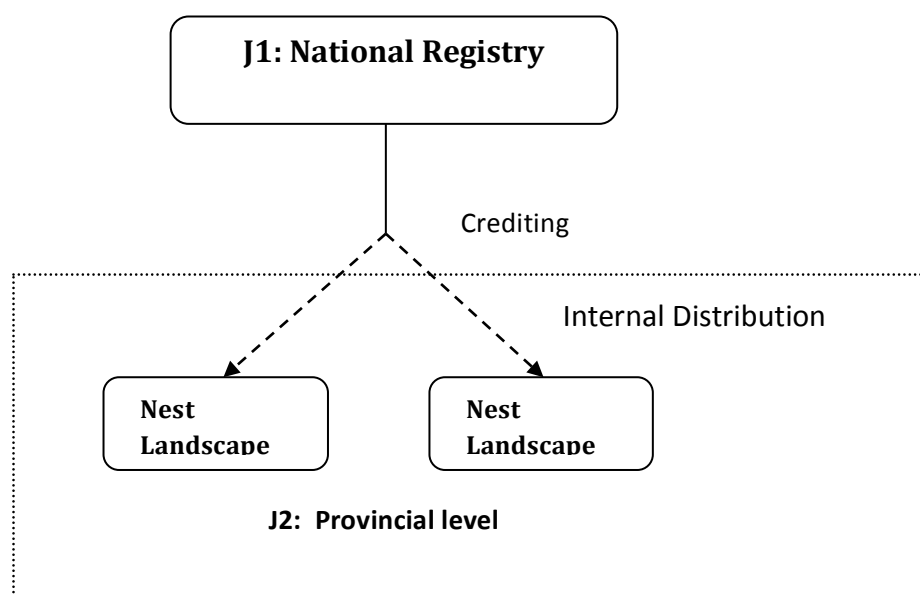 J1: National Registry
Crediting
Internal Distribution
Nest
Landscape
Nest
Landscape
J2: Provincial level